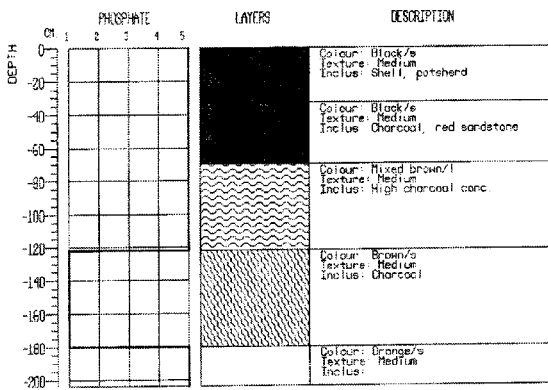 PHOSPHATE LAYERS DESCRIPTION
CM. 1 2 3 4 5
DEPTH
0
-20
-40
-60
-80
-100
-120
-140
-160
-180
-200
Colour: Black/s
Texture: Medium
Inclus: Shell, potsherd
Colour: Black/s
Texture: Medium
Inclus: Charcoal, red sandstone
Colour: Mixed brown/l
Texture: Medium
Inclus: High charcoal conc.
Colour: Brown/s
Texture: Medium
Inclus: Charcoal
Colour: Orange/s
Texture: Medium
Inclus: